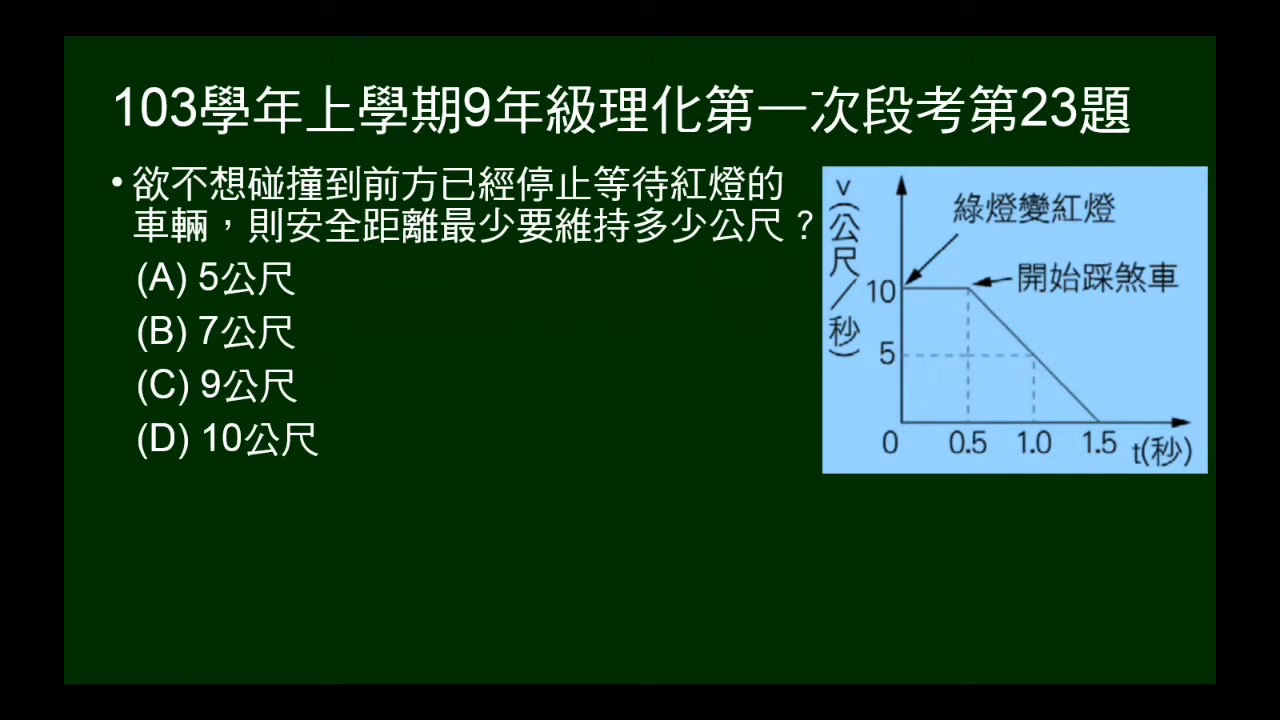 103學年上學期9年級理化第一次段考第23題
• 欲不想碰撞到前方已經停止等待紅燈的
車輛，則安全距離最少要維持多少公尺？
(A) 5公尺
(B) 7公尺
(C) 9公尺
(D) 10公尺
v(公尺/秒)
綠燈變紅燈
開始踩煞車
10
5
0 0.5 1.0 1.5 t(秒)